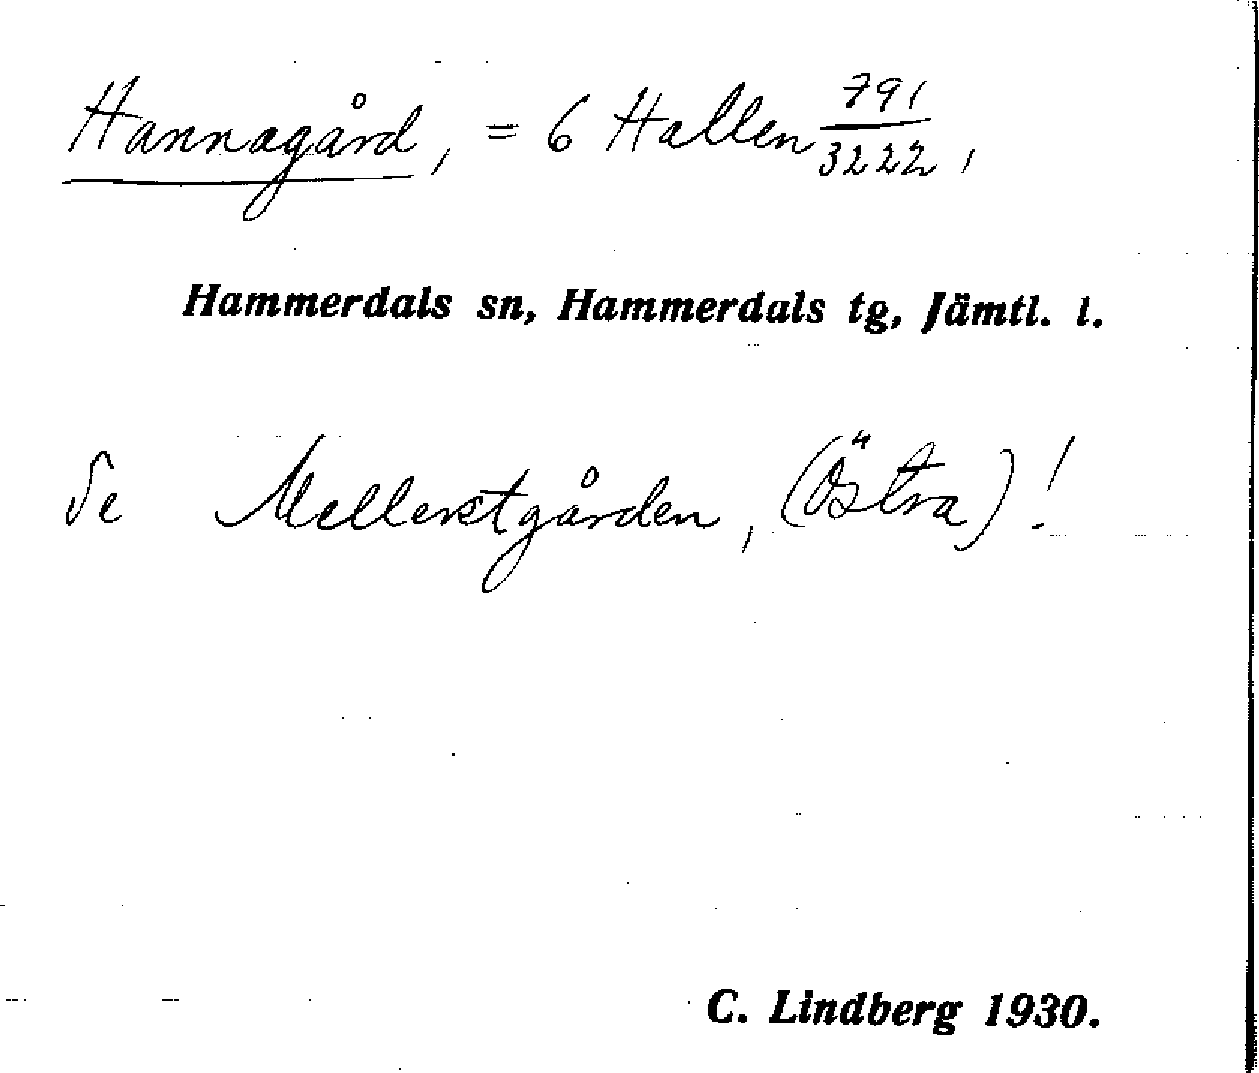 Hannagård, = 6 Hallen 791/3222,
Hammerdals sn, Hammerdals tg, Jämtl. l.
Se Mellerstgården, (Östra)!
C. Lindberg 1930.